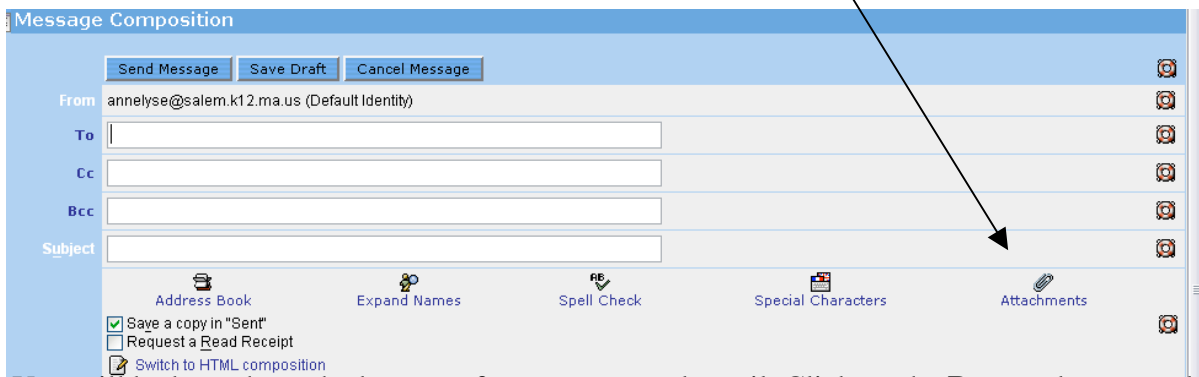 Message Composition
Send Message Save Draft Cancel Message
From annelyse@salem.k12.ma.us (Default Identity)
To
Cc
Bcc
Subject
Address Book Expand Names Spell Check Special Characters Attachments
Save a copy in "Sent"
Request a Read Receipt
Switch to HTML composition